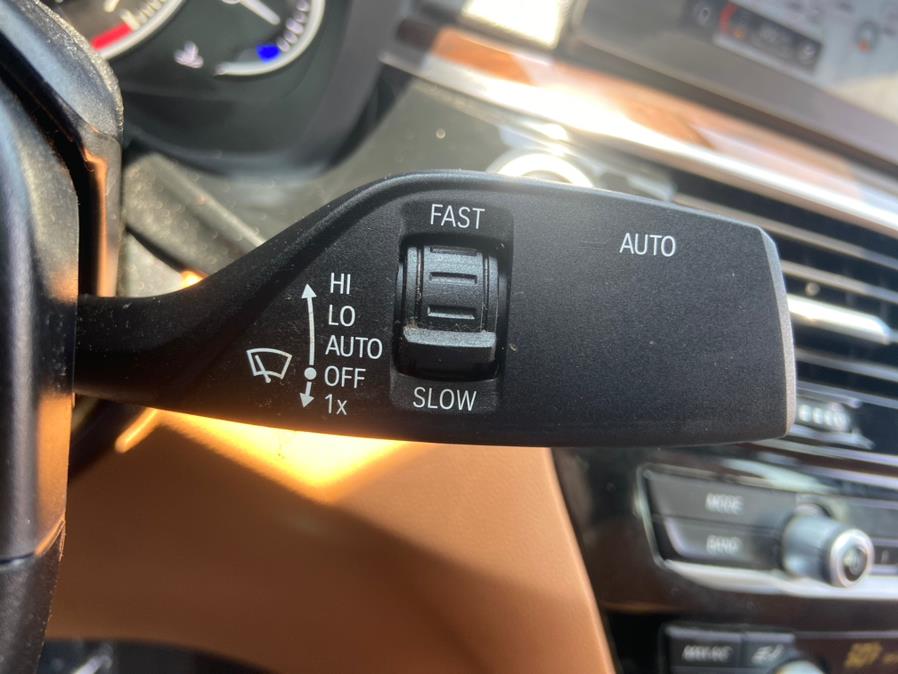 FAST
AUTO
HI
LO
AUTO
OFF
1x
SLOW
MODE